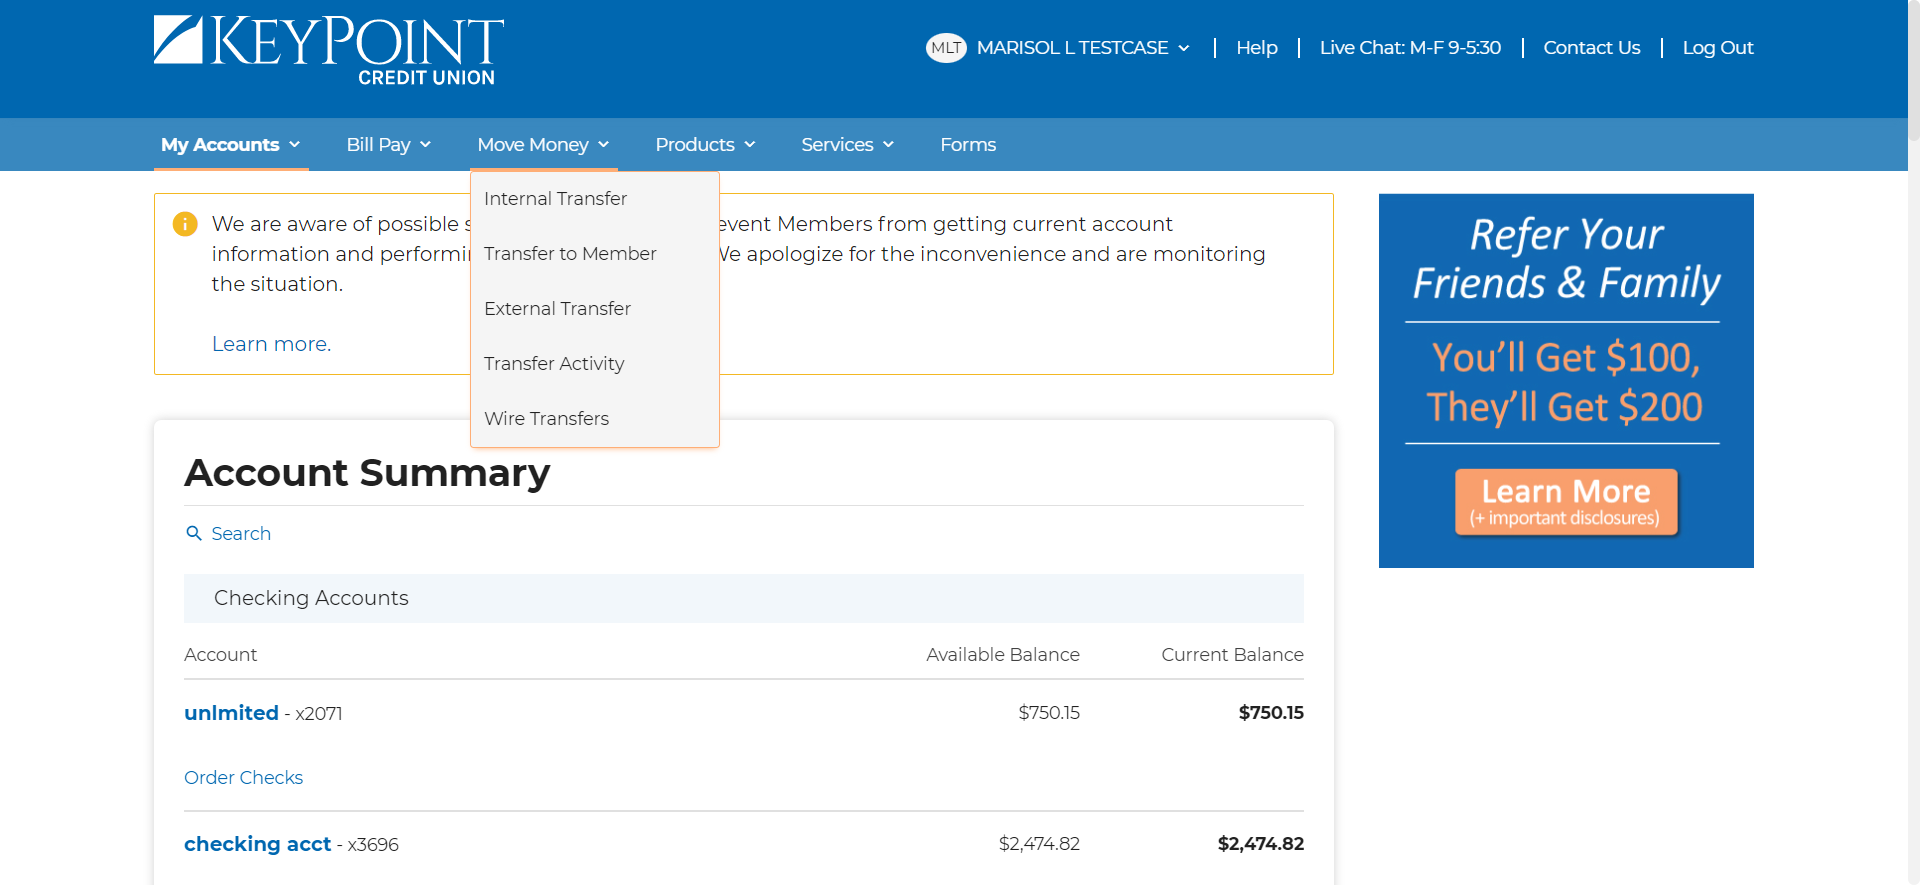 KEYPOINT
CREDIT UNION
MLT MARISOL L TESTCASE | Help | Live Chat: M-F 9-5:30 | Contact Us | Log Out
My Accounts Bill Pay Move Money Products Services Forms
Internal Transfer
Transfer to Member
External Transfer
Transfer Activity
Wire Transfers
We are aware of possible event Members from getting current account
information and We apologize for the inconvenience and are monitoring
the situation.
Learn more.
Refer Your
Friends & Family
You'll Get $100,
They'll Get $200
Learn More
(+ important disclosures)
Account Summary
Search
Checking Accounts
Account Available Balance Current Balance
unlmited - x2071 $750.15 $750.15
Order Checks
checking acct - x3696 $2,474.82 $2,474.82